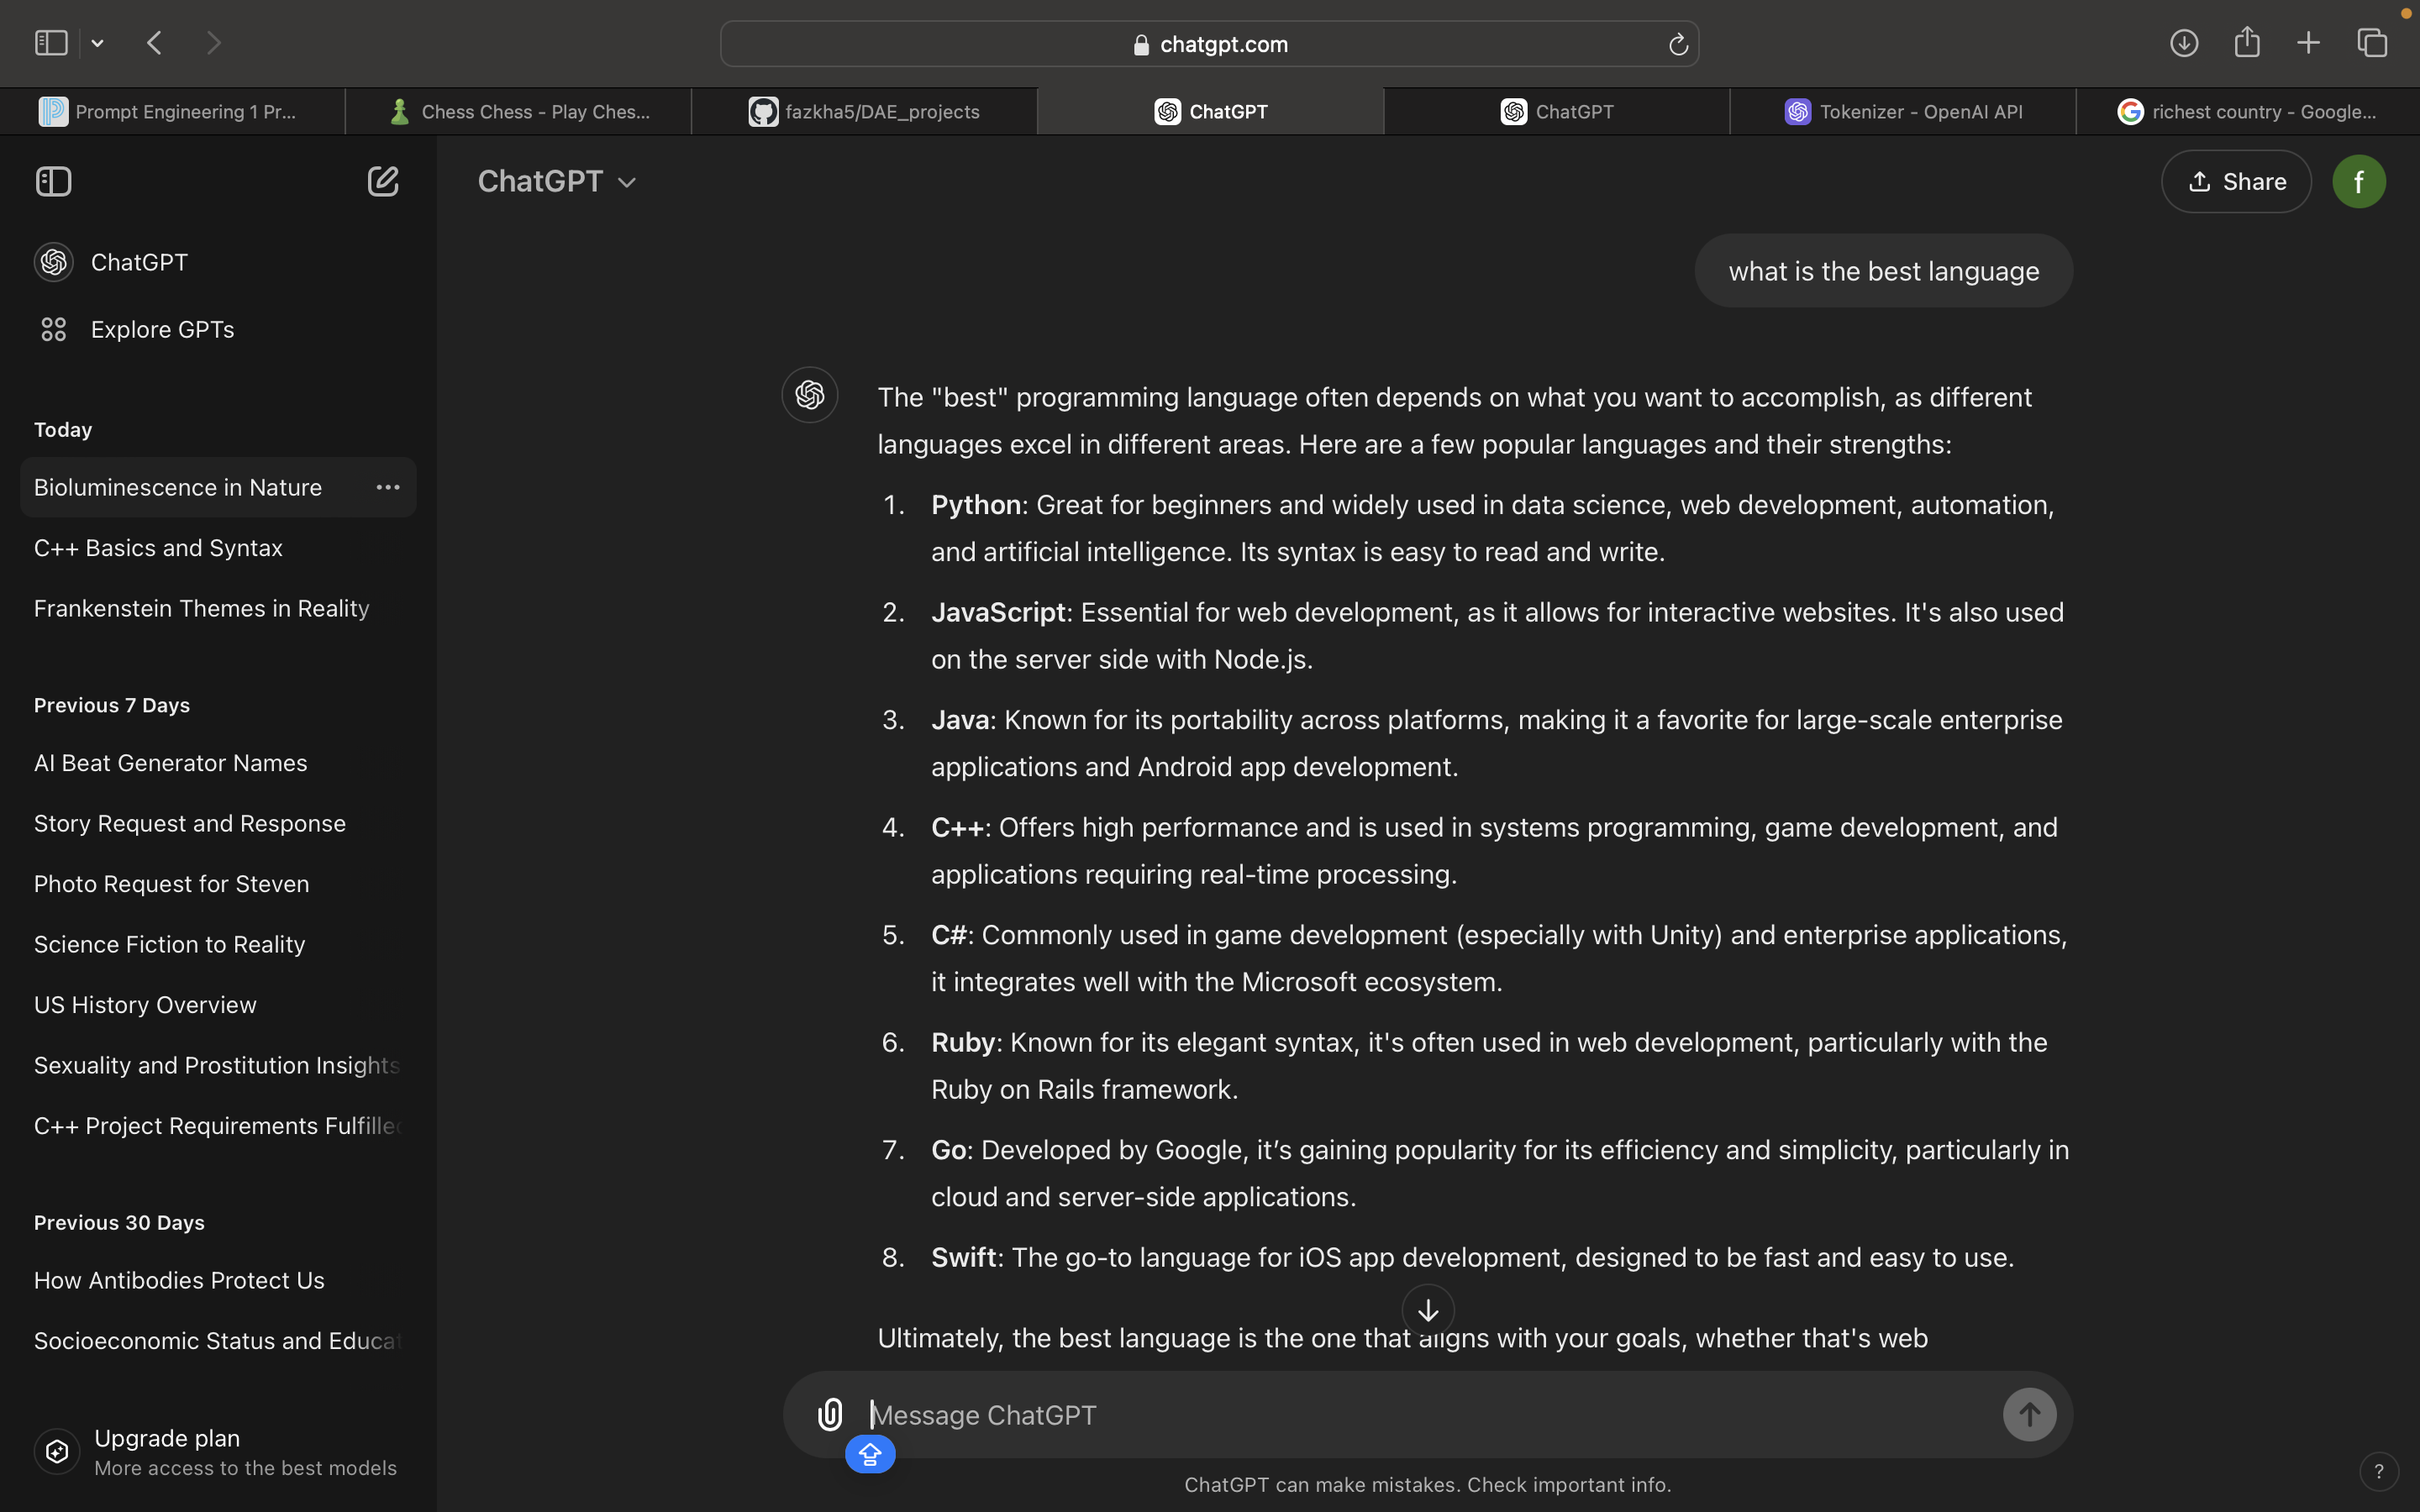 chatgpt.com
Prompt Engineering 1 Pr...
Chess Chess - Play Ches...
fazkha5/DAE_projects
ChatGPT
ChatGPT
Tokenizer - OpenAI API
richest country - Google...
ChatGPT
Explore GPTs
Today
Bioluminescence in Nature
C++ Basics and Syntax
Frankenstein Themes in Reality
Previous 7 Days
AI Beat Generator Names
Story Request and Response
Photo Request for Steven
Science Fiction to Reality
US History Overview
Sexuality and Prostitution Insights
C++ Project Requirements Fulfilled
Previous 30 Days
How Antibodies Protect Us
Socioeconomic Status and Educat
Upgrade plan
More access to the best models
ChatGPT
Share
f
what is the best language
The "best" programming language often depends on what you want to accomplish, as different
languages excel in different areas. Here are a few popular languages and their strengths:
1. Python: Great for beginners and widely used in data science, web development, automation,
and artificial intelligence. Its syntax is easy to read and write.
2. JavaScript: Essential for web development, as it allows for interactive websites. It's also used
on the server side with Node.js.
3. Java: Known for its portability across platforms, making it a favorite for large-scale enterprise
applications and Android app development.
4. C++: Offers high performance and is used in systems programming, game development, and
applications requiring real-time processing.
5. C#: Commonly used in game development (especially with Unity) and enterprise applications,
it integrates well with the Microsoft ecosystem.
6. Ruby: Known for its elegant syntax, it's often used in web development, particularly with the
Ruby on Rails framework.
7. Go: Developed by Google, it’s gaining popularity for its efficiency and simplicity, particularly in
cloud and server-side applications.
8. Swift: The go-to language for iOS app development, designed to be fast and easy to use.
Ultimately, the best language is the one that aligns with your goals, whether that's web
Message ChatGPT
ChatGPT can make mistakes. Check important info.
?